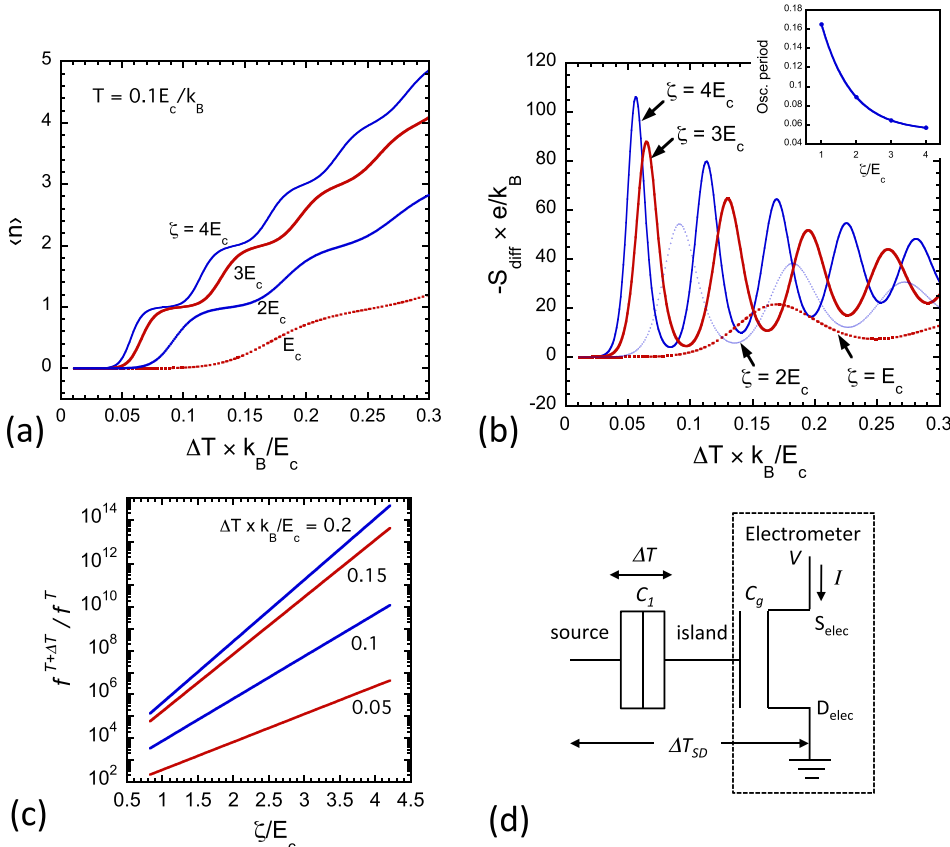 5
4
3
2
1
0
⟨n⟩
T = 0.1E_c/k_B
ζ = 4E_c
3E_c
2E_c
E_c
0 0.05 0.1 0.15 0.2 0.25 0.3
ΔT × k_B/E_c
(a)
120
100
80
60
40
20
0
-20
-S_diff × e/k_B
ζ = 4E_c
ζ = 3E_c
ζ = 2E_c
ζ = E_c
0 0.05 0.1 0.15 0.2 0.25 0.3
ΔT × k_B/E_c
(b)
0.18
0.16
0.14
0.12
0.10
0.08
0.06
0.04
Osc. period
1 2 3 4
ζ/E_c
10^14
10^12
10^10
10^8
10^6
10^4
10^2
f^{T+ΔT} / f^T
ΔT x k_B/E_c = 0.2
0.15
0.1
0.05
0.5 1 1.5 2 2.5 3 3.5 4 4.5
ζ/E_c
(c)
Electrometer
V
I
ΔT
C_1
C_g
source
island
S_elec
D_elec
ΔT_SD
(d)